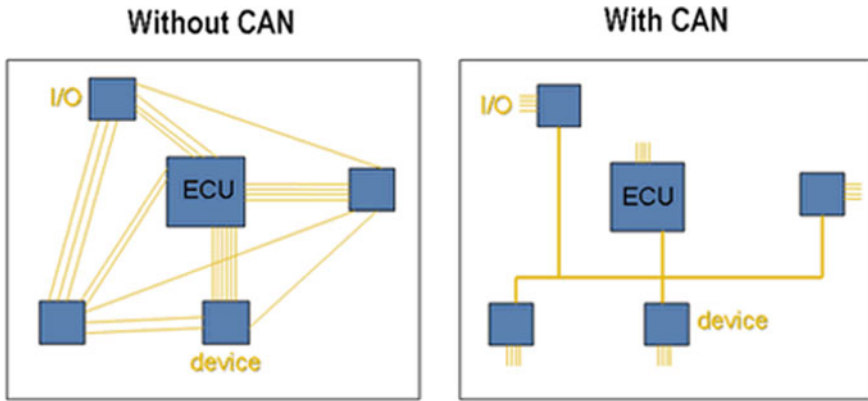 Without CAN
With CAN
I/O
ECU
device
I/O
ECU
device